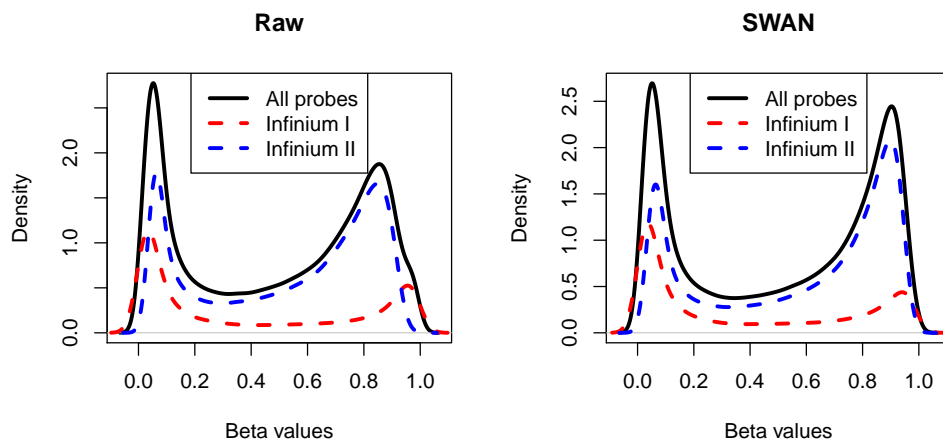 Raw
Density
0.0
1.0
2.0
All probes
Infinium I
Infinium II
0.0 0.2 0.4 0.6 0.8 1.0
Beta values
SWAN
Density
0.0
0.5
1.0
1.5
2.0
2.5
All probes
Infinium I
Infinium II
0.0 0.2 0.4 0.6 0.8 1.0
Beta values